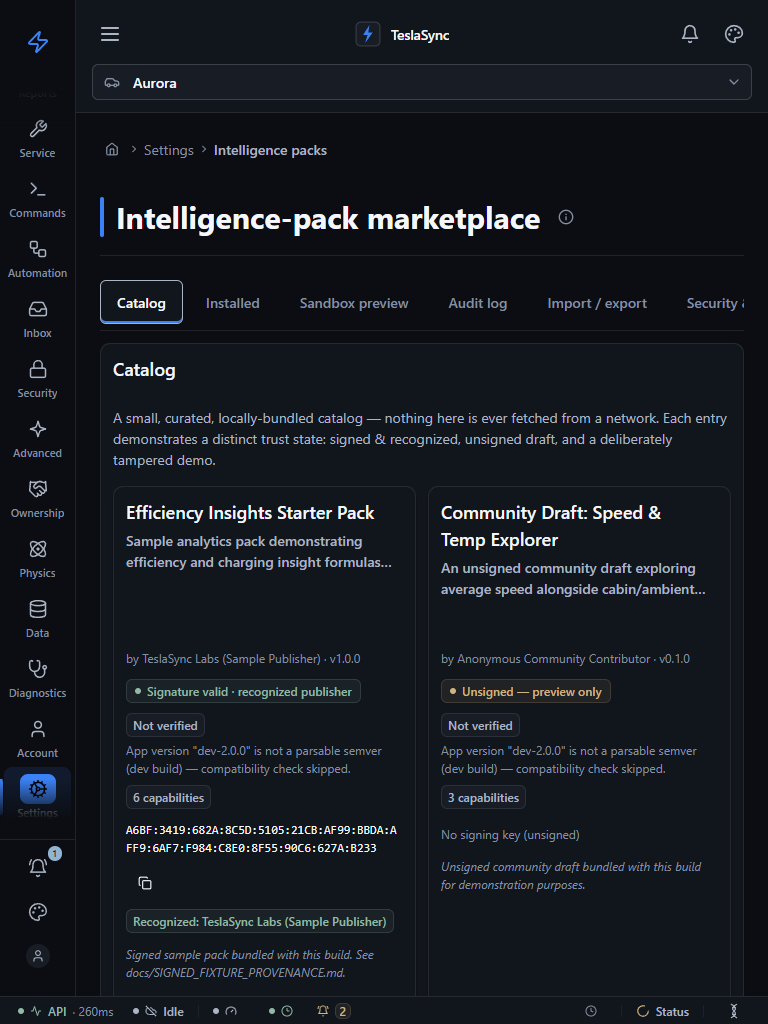 TeslaSync
Aurora
Service
Commands
Automation
Inbox
Security
Advanced
Ownership
Physics
Data
Diagnostics
Account
Settings
1
Settings › Intelligence packs
Intelligence-pack marketplace
Catalog Installed Sandbox preview Audit log Import / export Security
Catalog
A small, curated, locally-bundled catalog — nothing here is ever fetched from a network. Each entry
demonstrates a distinct trust state: signed & recognized, unsigned draft, and a deliberately
tampered demo.
Efficiency Insights Starter Pack
Sample analytics pack demonstrating
efficiency and charging insight formulas...
by TeslaSync Labs (Sample Publisher) · v1.0.0
Signature valid · recognized publisher
Not verified
App version "dev-2.0.0" is not a parsable semver
(dev build) — compatibility check skipped.
6 capabilities
A6BF:3419:682A:8C5D:5105:21CB:AF99:BBDA:A
FF9:6AF7:F984:C8E0:8F55:90C6:627A:B233
Recognized: TeslaSync Labs (Sample Publisher)
Signed sample pack bundled with this build. See
docs/SIGNED_FIXTURE_PROVENANCE.md.
Community Draft: Speed &
Temp Explorer
An unsigned community draft exploring
average speed alongside cabin/ambient...
by Anonymous Community Contributor · v0.1.0
Unsigned — preview only
Not verified
App version "dev-2.0.0" is not a parsable semver
(dev build) — compatibility check skipped.
3 capabilities
No signing key (unsigned)
Unsigned community draft bundled with this build
for demonstration purposes.
API · 260ms Idle 2 Status